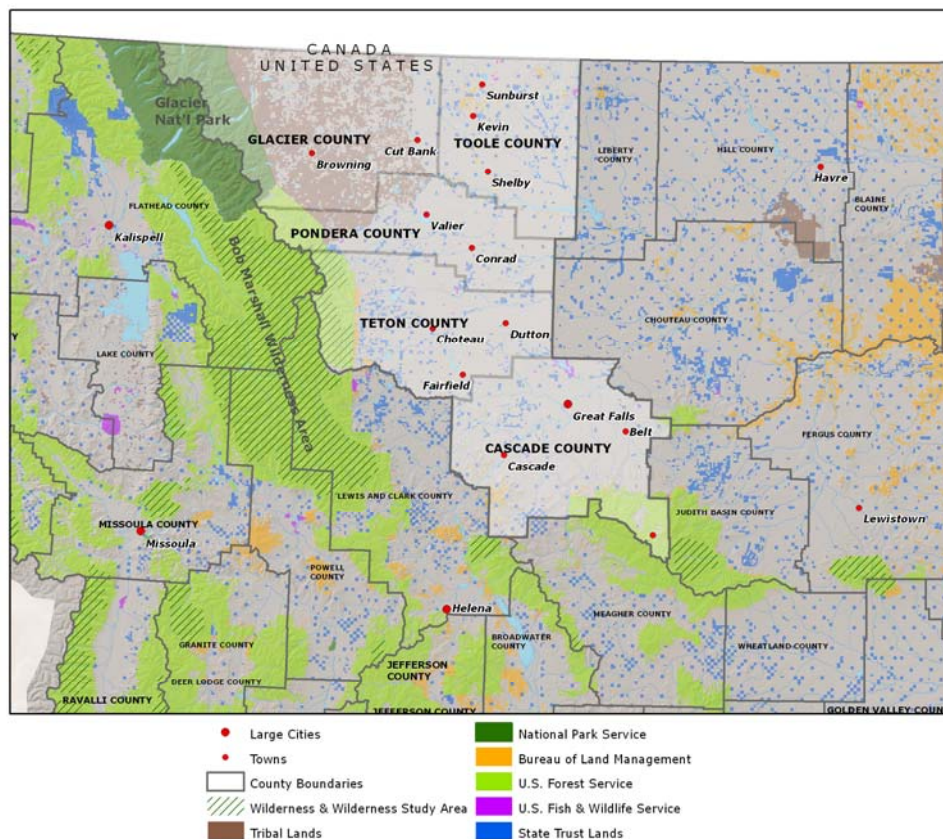 CANADA
UNITED STATES
Glacier
Nat'l Park
GLACIER COUNTY
Browning
Cut Bank
Sunburst
Kevin
TOOLE COUNTY
Shelby
LIBERTY
COUNTY
HILL COUNTY
Havre
BLAINE
COUNTY
FLATHEAD COUNTY
Kalispell
Valier
PONDERA COUNTY
Conrad
Bob Marshall Wilderness Area
TETON COUNTY
Choteau
Dutton
CHOUTEAU COUNTY
LAKE COUNTY
Fairfield
Great Falls
Belt
CASCADE COUNTY
Cascade
FERGUS COUNTY
LEWIS AND CLARK COUNTY
JUDITH BASIN COUNTY
Lewistown
MISSOULA COUNTY
Missoula
POWELL
COUNTY
Helena
MEAGHER COUNTY
BROADWATER
COUNTY
GRANITE COUNTY
WHEATLAND COUNTY
JEFFERSON
COUNTY
DEER LODGE COUNTY
RAVALLI COUNTY
JEFFERSON COUNTY
GOLDEN VALLEY COUN
Large Cities
Towns
County Boundaries
Wilderness & Wilderness Study Area
Tribal Lands
National Park Service
Bureau of Land Management
U.S. Forest Service
U.S. Fish & Wildlife Service
State Trust Lands